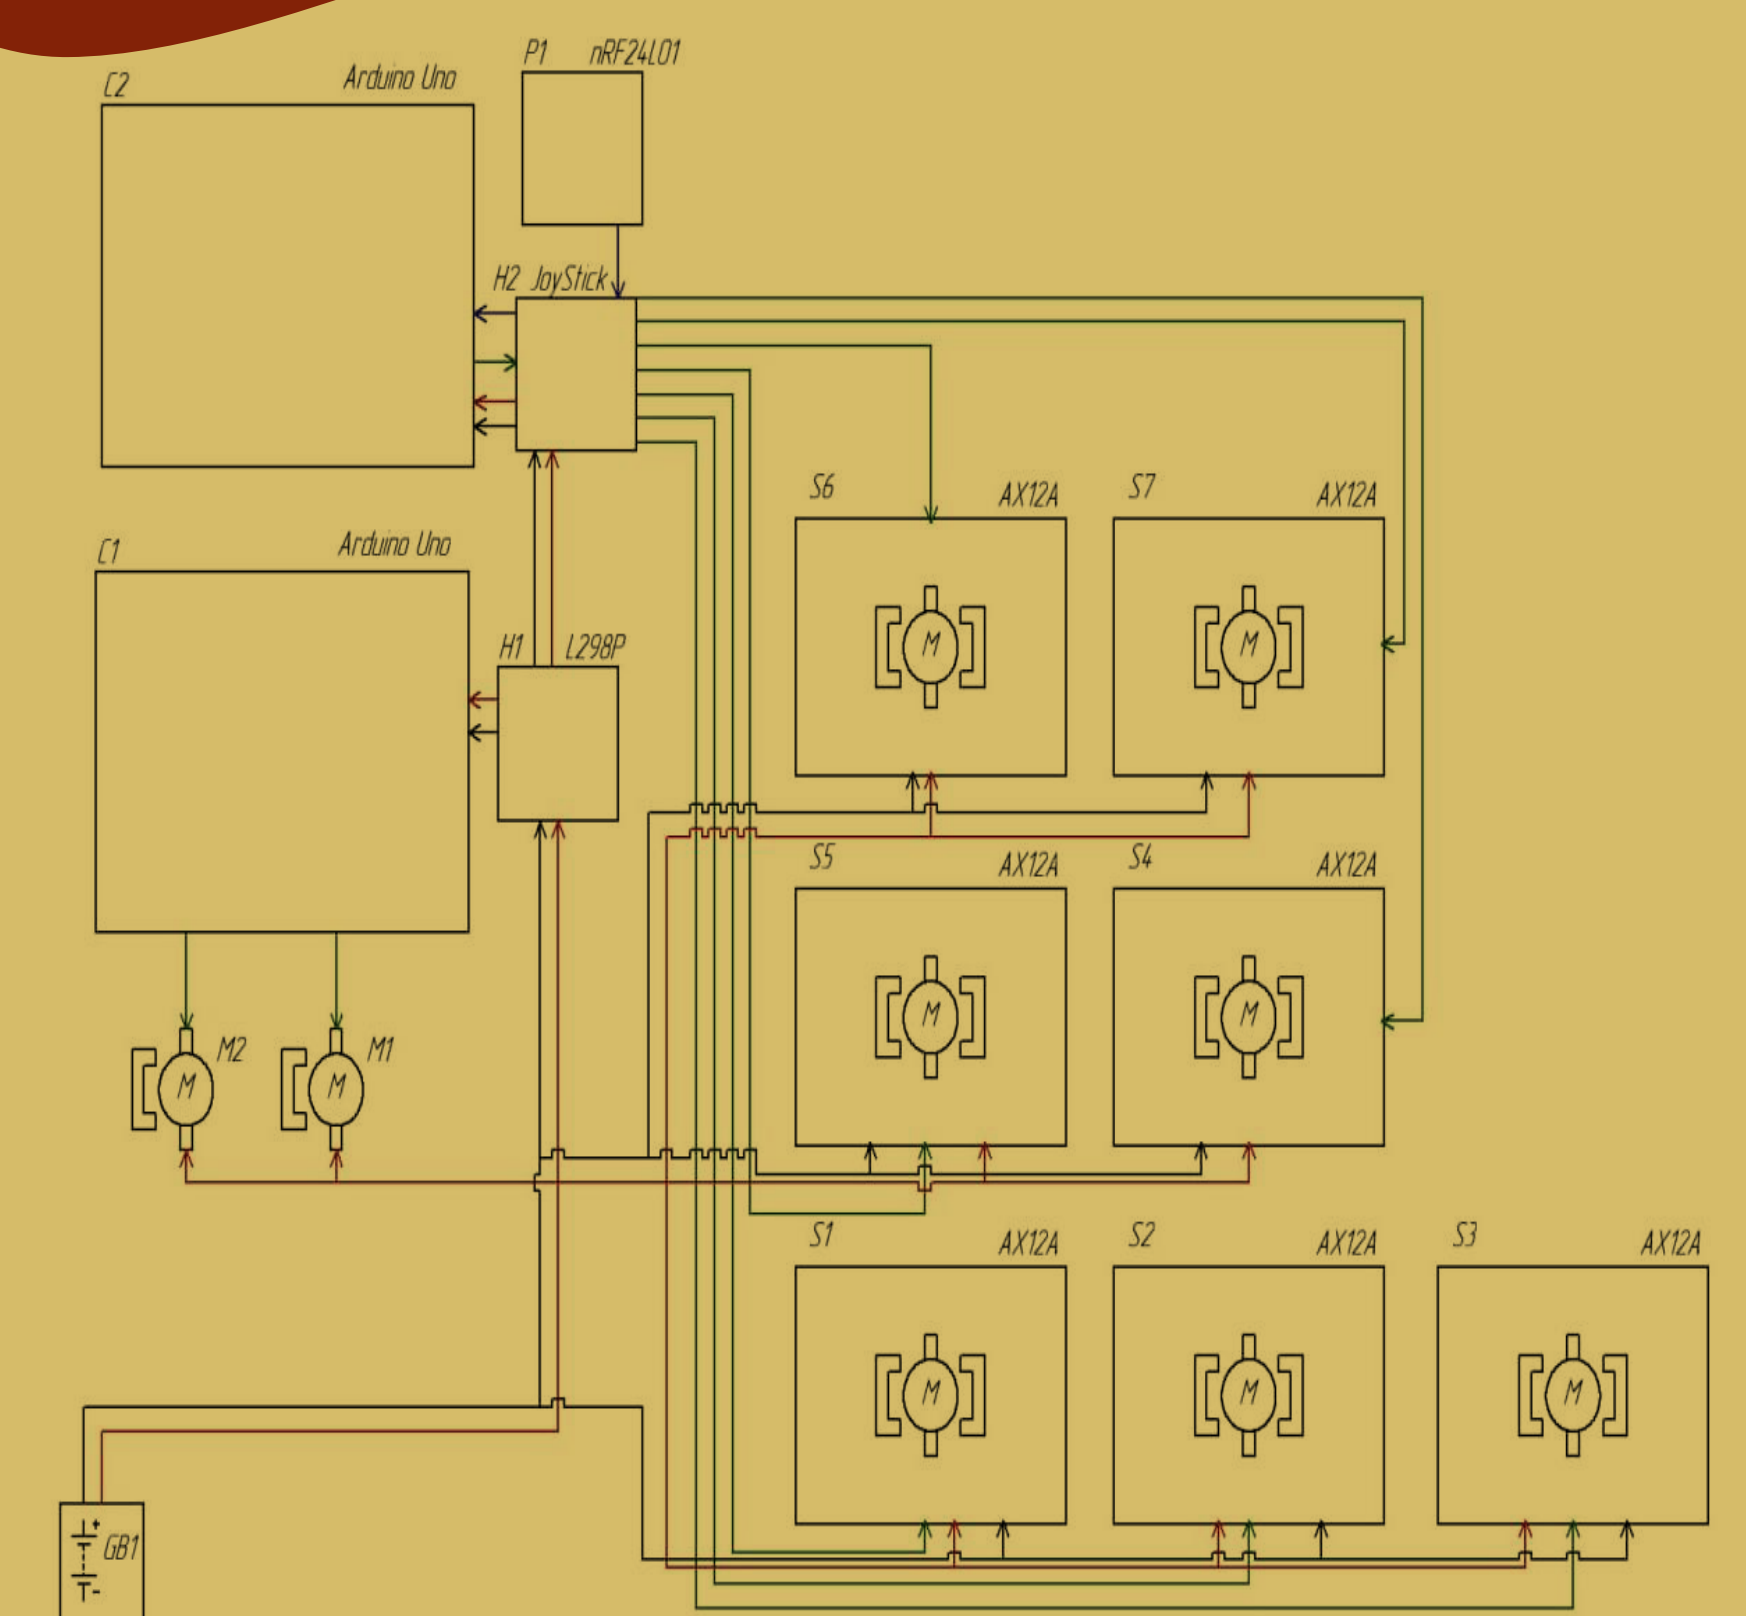 P1 nRF24L01
C2 Arduino Uno
H2 JoyStick
S6 AX12A
S7 AX12A
M
M
C1 Arduino Uno
H1 L298P
S5 AX12A
S4 AX12A
M
M
M2
M1
M
M
S1 AX12A
S2 AX12A
S3 AX12A
M
M
M
+
GB1
-